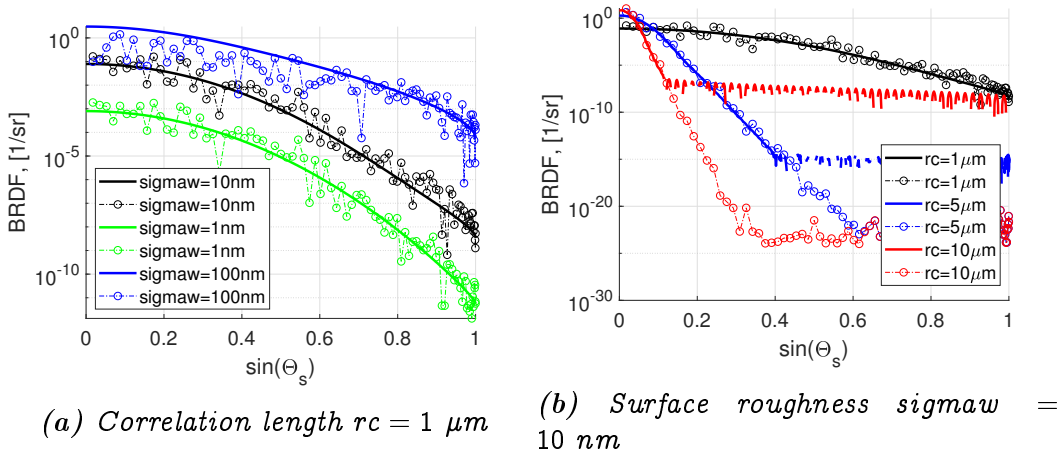 10^0
10^-5
10^-10
BRDF, [1/sr]
sigmaw=10nm
sigmaw=10nm
sigmaw=1nm
sigmaw=1nm
sigmaw=100nm
sigmaw=100nm
0 0.2 0.4 0.6 0.8 1
sin(Θ_s)
(a) Correlation length rc = 1 μm
10^0
10^-10
10^-20
10^-30
BRDF, [1/sr]
rc=1μm
rc=1μm
rc=5μm
rc=5μm
rc=10μm
rc=10μm
0 0.2 0.4 0.6 0.8 1
sin(Θ_s)
(b) Surface roughness sigmaw =
10 nm